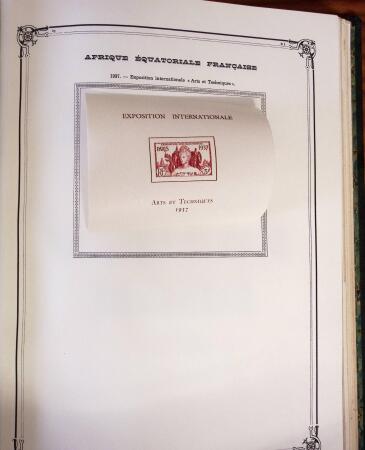 AFRIQUE ÉQUATORIALE FRANÇAISE
1937. — Exposition internationale « Arts et Techniques ».
EXPOSITION INTERNATIONALE
PARIS 1937
ARTS ET TECHNIQUES
1937